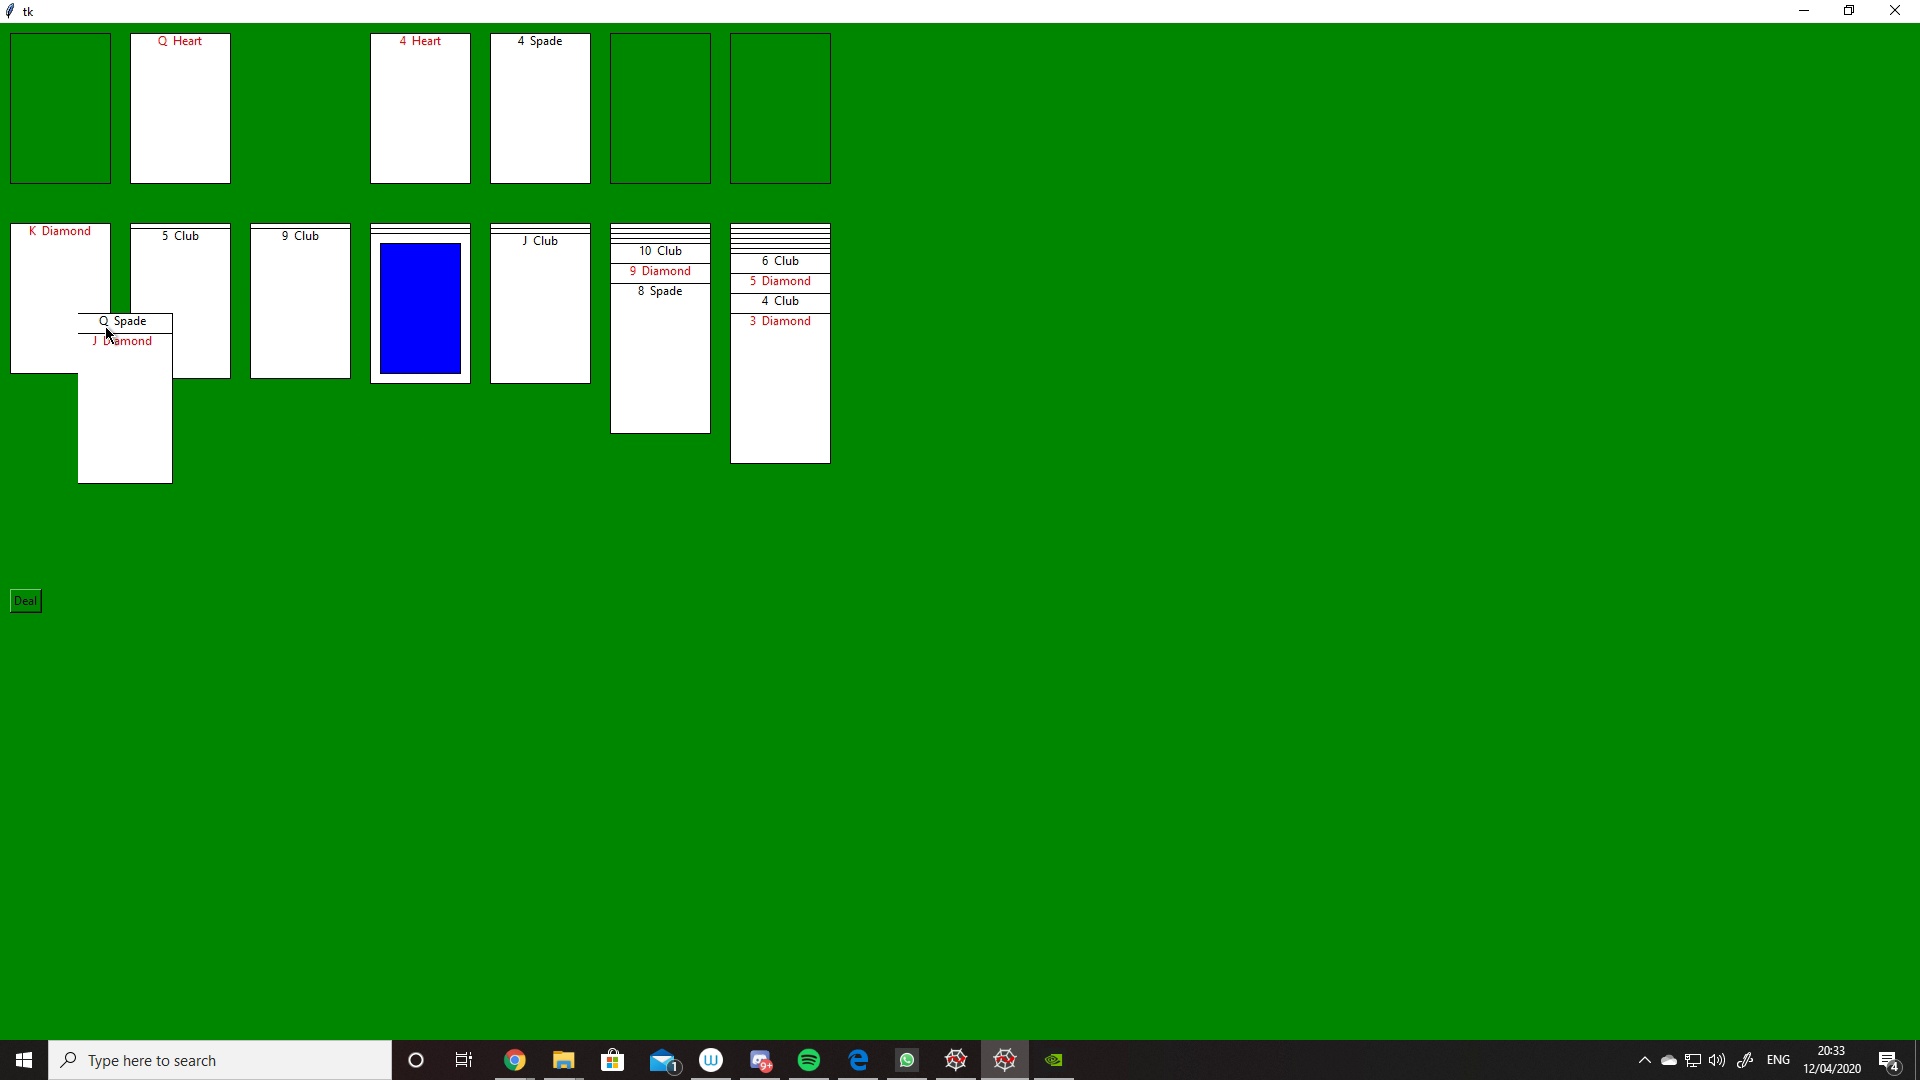 tk
Q Heart
4 Heart
4 Spade
K Diamond
5 Club
9 Club
J Club
10 Club
9 Diamond
8 Spade
6 Club
5 Diamond
4 Club
3 Diamond
Q Spade
J Diamond
Deal
Type here to search
1
W
9+
ENG
20:33
12/04/2020
4